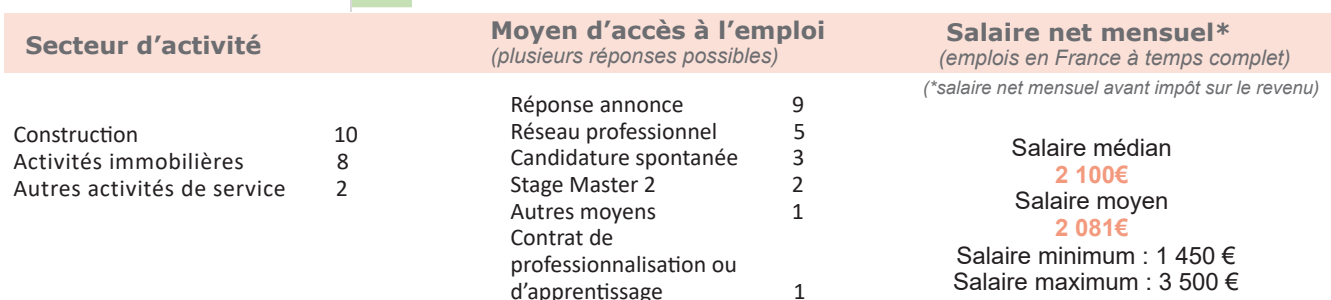 Secteur d'activité
Construction 10
Activités immobilières 8
Autres activités de service 2
Moyen d'accès à l'emploi
(plusieurs réponses possibles)
Réponse annonce 9
Réseau professionnel 5
Candidature spontanée 3
Stage Master 2 2
Autres moyens 1
Contrat de
professionnalisation ou
d'apprentissage 1
Salaire net mensuel*
(emplois en France à temps complet)
(*salaire net mensuel avant impôt sur le revenu)
Salaire médian
2 100€
Salaire moyen
2 081€
Salaire minimum : 1 450 €
Salaire maximum : 3 500 €